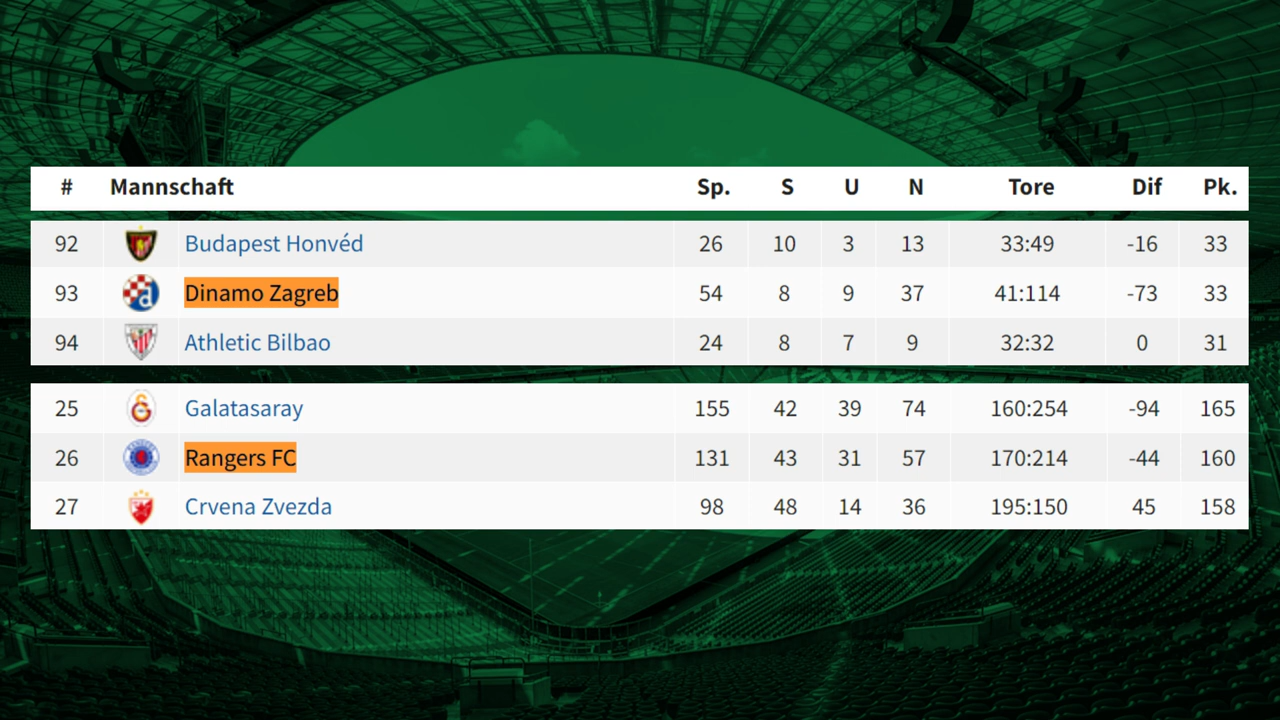 # Mannschaft Sp. S U N Tore Dif Pk.
92 Budapest Honvéd 26 10 3 13 33:49 -16 33
93 Dinamo Zagreb 54 8 9 37 41:114 -73 33
94 Athletic Bilbao 24 8 7 9 32:32 0 31
25 Galatasaray 155 42 39 74 160:254 -94 165
26 Rangers FC 131 43 31 57 170:214 -44 160
27 Crvena Zvezda 98 48 14 36 195:150 45 158